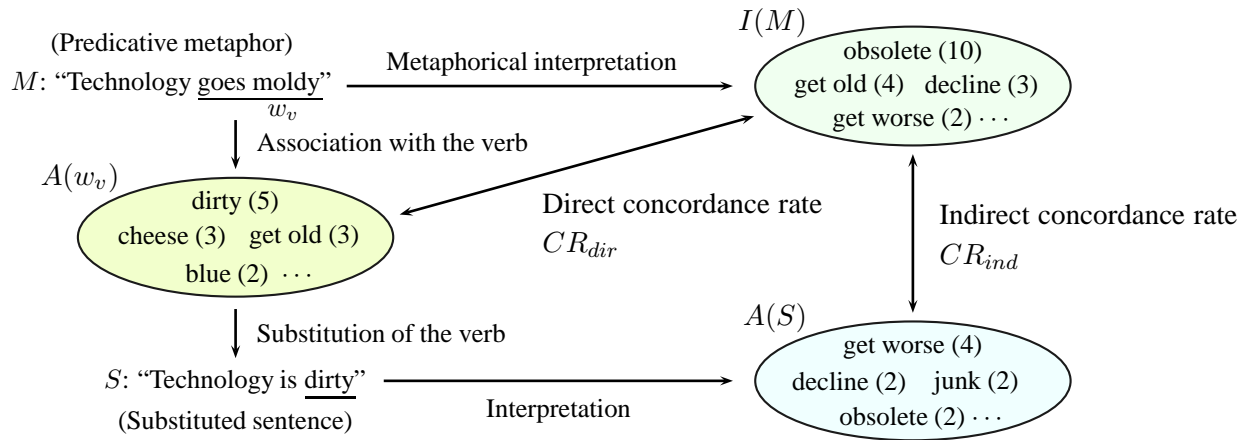 (Predicative metaphor)
M: “Technology goes moldy”
w_v
Metaphorical interpretation
I(M)
obsolete (10)
get old (4) decline (3)
get worse (2) ···
Association with the verb
A(w_v)
dirty (5)
cheese (3) get old (3)
blue (2) ···
Direct concordance rate
CR_dir
Indirect concordance rate
CR_ind
Substitution of the verb
S: “Technology is dirty”
(Substituted sentence)
Interpretation
A(S)
get worse (4)
decline (2) junk (2)
obsolete (2) ···